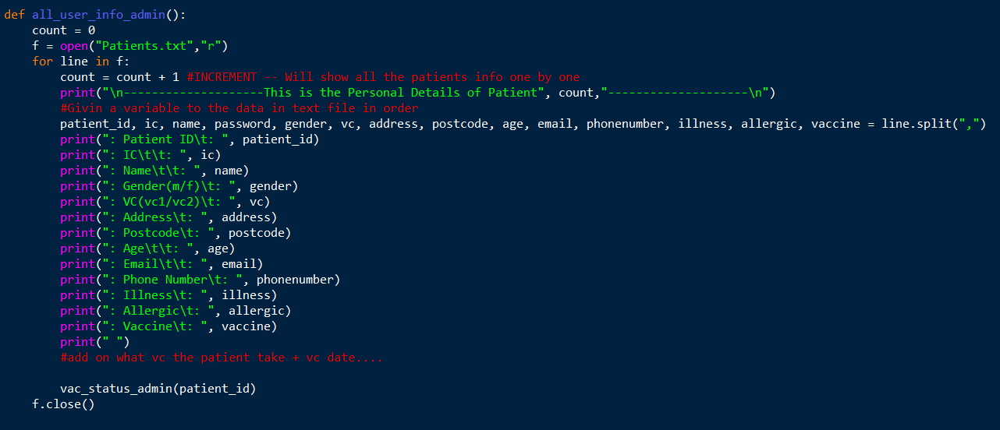 def all_user_info_admin():
    count = 0
    f = open("Patients.txt","r")
    for line in f:
        count = count + 1 #INCREMENT -- Will show all the patients info one by one
        print("\n--------------------This is the Personal Details of Patient", count,"--------------------\n")
        #Givin a variable to the data in text file in order
        patient_id, ic, name, password, gender, vc, address, postcode, age, email, phonenumber, illness, allergic, vaccine = line.split(",")
        print(": Patient ID\t: ", patient_id)
        print(": IC\t\t: ", ic)
        print(": Name\t\t: ", name)
        print(": Gender(m/f)\t: ", gender)
        print(": VC(vc1/vc2)\t: ", vc)
        print(": Address\t: ", address)
        print(": Postcode\t: ", postcode)
        print(": Age\t\t: ", age)
        print(": Email\t\t: ", email)
        print(": Phone Number\t: ", phonenumber)
        print(": Illness\t: ", illness)
        print(": Allergic\t: ", allergic)
        print(": Vaccine\t: ", vaccine)
        print(" ")
        #add on what vc the patient take + vc date....
        vac_status_admin(patient_id)
    f.close()